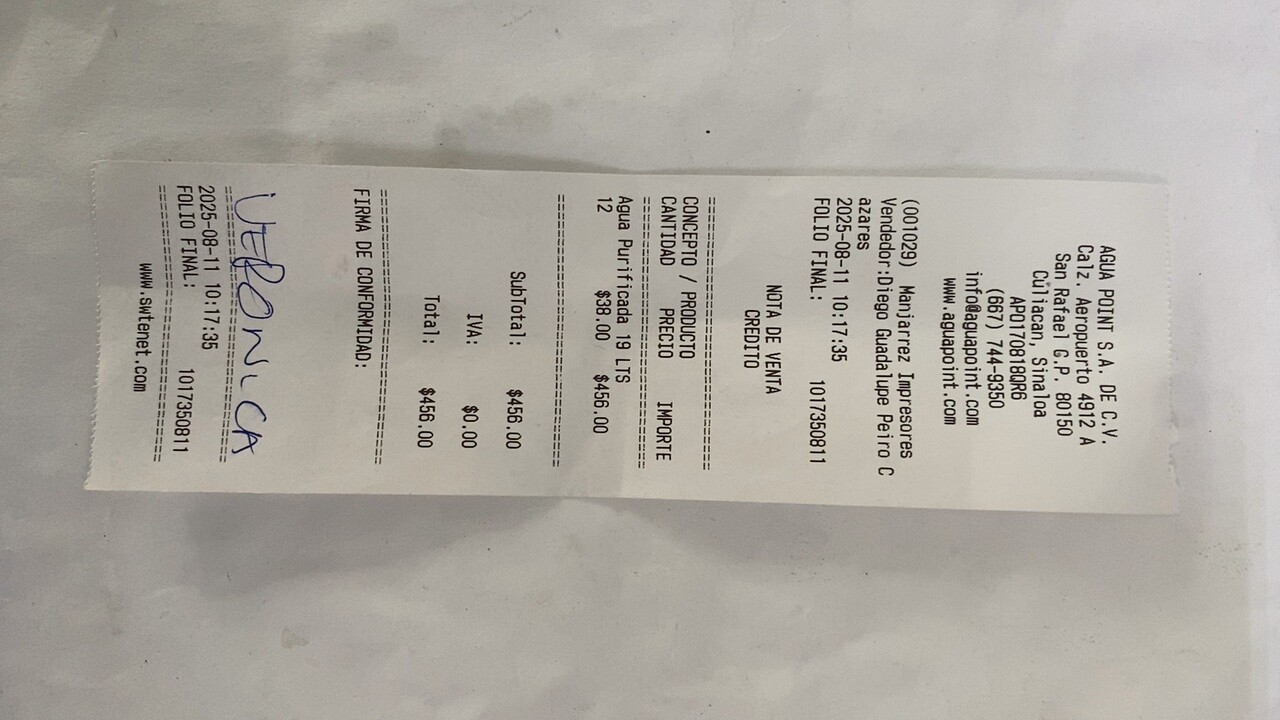 AGUA POINT S.A. DE C.V.
Calz. Aeropuerto 4912 A
San Rafael C.P. 80150
Culiacan, Sinaloa
APO170818QR6
(667) 744-9350
info@aguapoint.com
www.aguapoint.com
(001029) Manjarrez Impresores
Vendedor:Diego Guadalupe Peiro C
azares
2025-08-11 10:17:35
FOLIO FINAL: 1017350811
NOTA DE VENTA
CREDITO
================================
CONCEPTO / PRODUCTO
CANTIDAD PRECIO IMPORTE
================================
Agua Purificada 19 LTS
12 $38.00 $456.00
================================
SubTotal: $456.00
IVA: $0.00
Total: $456.00
================================
FIRMA DE CONFORMIDAD:
VERONICA
================================
2025-08-11 10:17:35
FOLIO FINAL: 1017350811
================================
www.swtenet.com